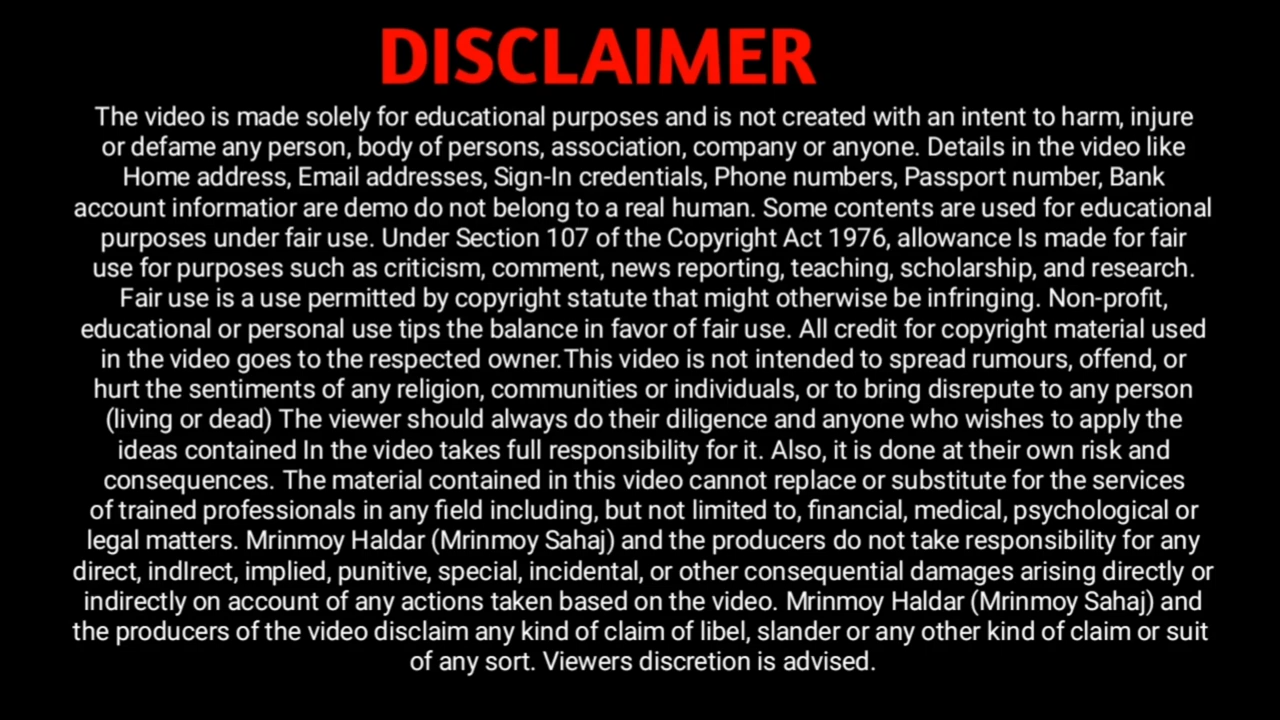 DISCLAIMER
The video is made solely for educational purposes and is not created with an intent to harm, injure
or defame any person, body of persons, association, company or anyone. Details in the video like
Home address, Email addresses, Sign-In credentials, Phone numbers, Passport number, Bank
account informatior are demo do not belong to a real human. Some contents are used for educational
purposes under fair use. Under Section 107 of the Copyright Act 1976, allowance Is made for fair
use for purposes such as criticism, comment, news reporting, teaching, scholarship, and research.
Fair use is a use permitted by copyright statute that might otherwise be infringing. Non-profit,
educational or personal use tips the balance in favor of fair use. All credit for copyright material used
in the video goes to the respected owner.This video is not intended to spread rumours, offend, or
hurt the sentiments of any religion, communities or individuals, or to bring disrepute to any person
(living or dead) The viewer should always do their diligence and anyone who wishes to apply the
ideas contained In the video takes full responsibility for it. Also, it is done at their own risk and
consequences. The material contained in this video cannot replace or substitute for the services
of trained professionals in any field including, but not limited to, financial, medical, psychological or
legal matters. Mrinmoy Haldar (Mrinmoy Sahaj) and the producers do not take responsibility for any
direct, indIrect, implied, punitive, special, incidental, or other consequential damages arising directly or
indirectly on account of any actions taken based on the video. Mrinmoy Haldar (Mrinmoy Sahaj) and
the producers of the video disclaim any kind of claim of libel, slander or any other kind of claim or suit
of any sort. Viewers discretion is advised.